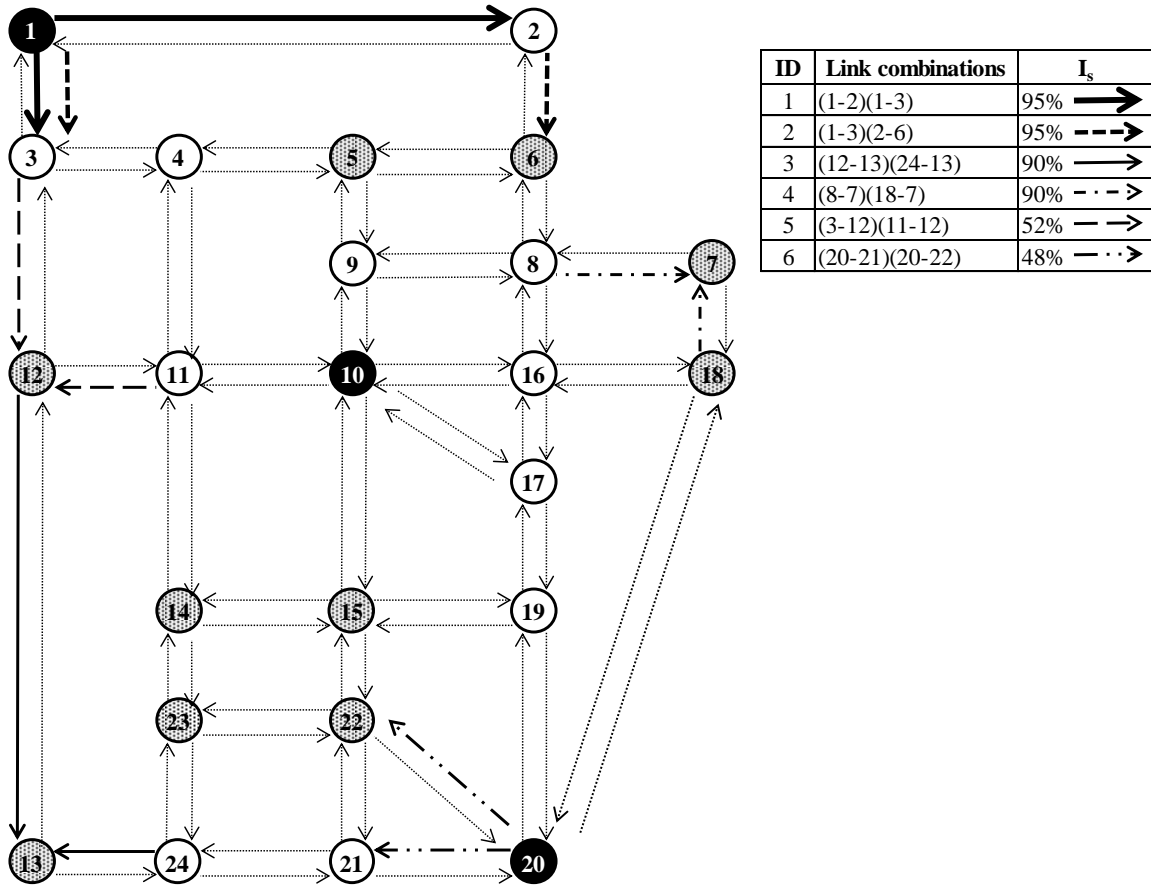 1
2
ID Link combinations Is
1 (1-2)(1-3) 95%
2 (1-3)(2-6) 95%
3 (12-13)(24-13) 90%
4 (8-7)(18-7) 90%
5 (3-12)(11-12) 52%
6 (20-21)(20-22) 48%
3 4 5 6
9 8 7
12 11 10 16 18
17
14 15 19
23 22
13 24 21 20